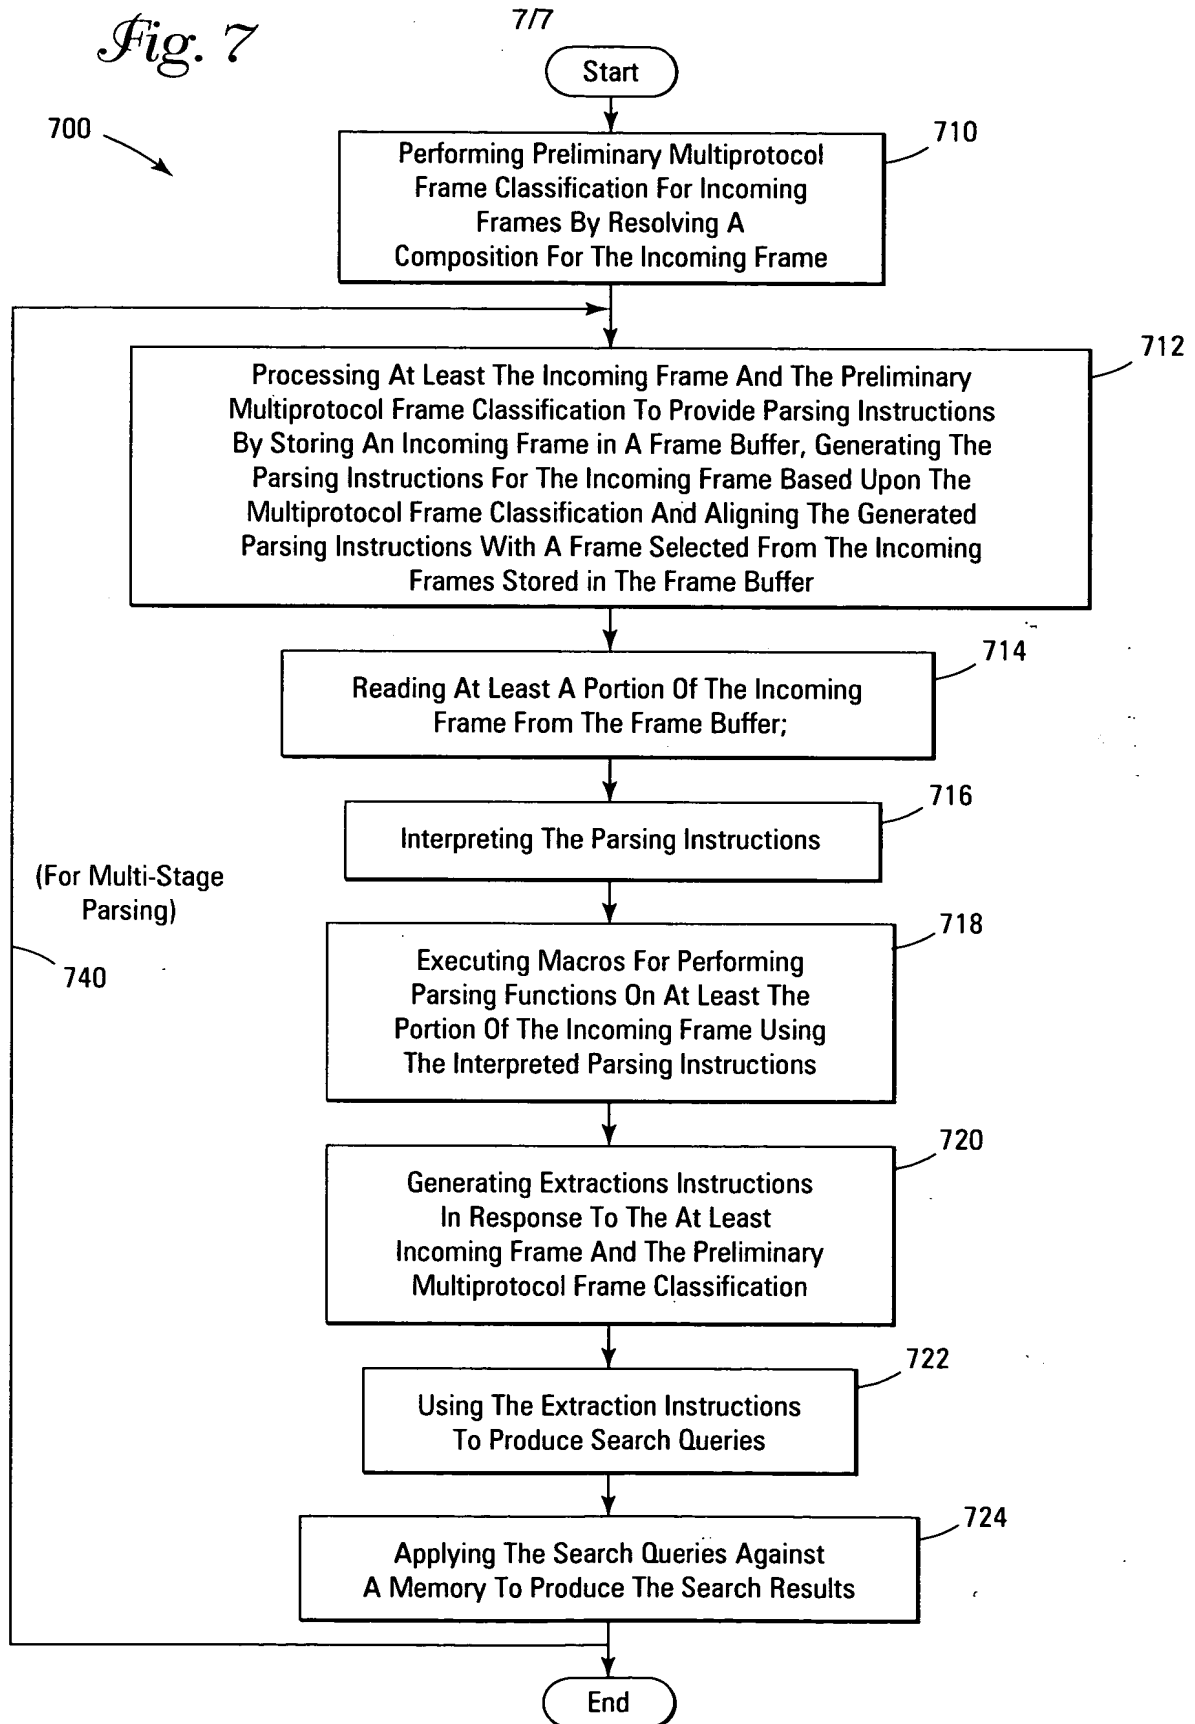 Fig. 7
7/7
Start
700
710
Performing Preliminary Multiprotocol
Frame Classification For Incoming
Frames By Resolving A
Composition For The Incoming Frame
712
Processing At Least The Incoming Frame And The Preliminary
Multiprotocol Frame Classification To Provide Parsing Instructions
By Storing An Incoming Frame in A Frame Buffer, Generating The
Parsing Instructions For The Incoming Frame Based Upon The
Multiprotocol Frame Classification And Aligning The Generated
Parsing Instructions With A Frame Selected From The Incoming
Frames Stored in The Frame Buffer
714
Reading At Least A Portion Of The Incoming
Frame From The Frame Buffer;
716
Interpreting The Parsing Instructions
(For Multi-Stage
Parsing)
740
718
Executing Macros For Performing
Parsing Functions On At Least The
Portion Of The Incoming Frame Using
The Interpreted Parsing Instructions
720
Generating Extractions Instructions
In Response To The At Least
Incoming Frame And The Preliminary
Multiprotocol Frame Classification
722
Using The Extraction Instructions
To Produce Search Queries
724
Applying The Search Queries Against
A Memory To Produce The Search Results
End